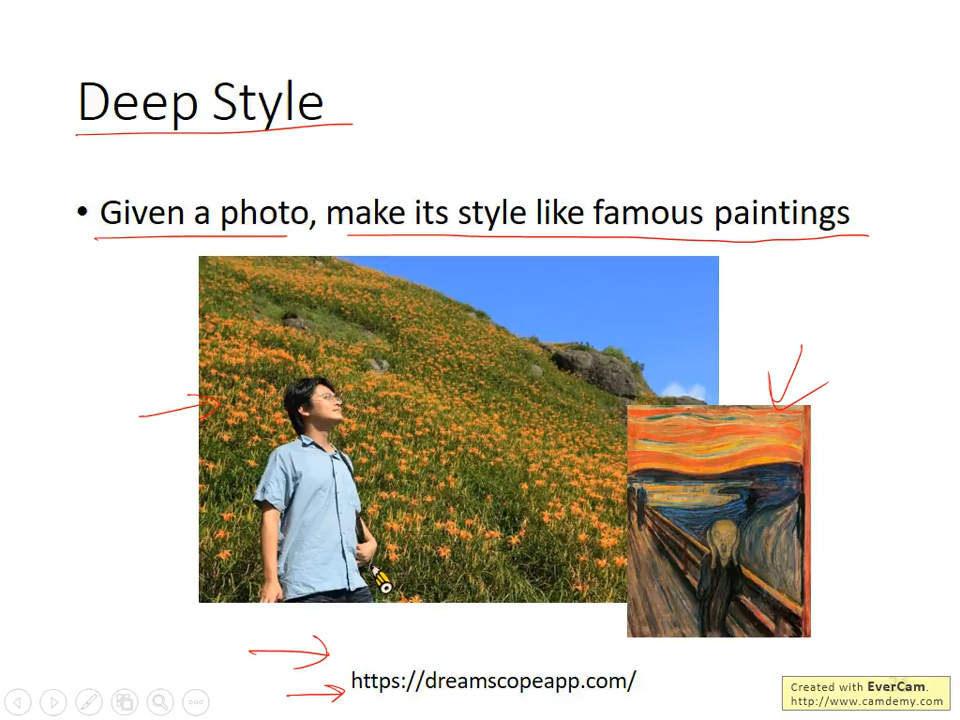 Deep Style
• Given a photo, make its style like famous paintings
https://dreamscopeapp.com/
Created with EverCam.
http://www.camdemy.com